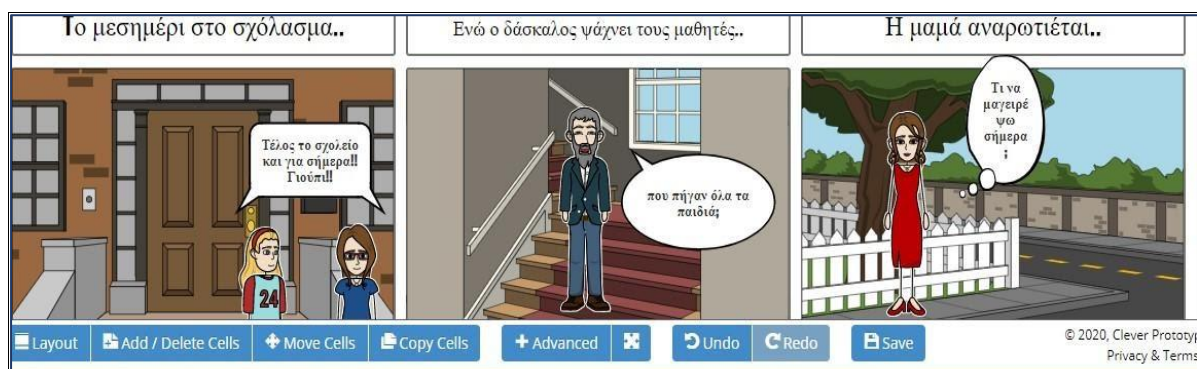 Το μεσημέρι στο σχόλασμα..
Ενώ ο δάσκαλος ψάχνει τους μαθητές..
Η μαμά αναρωτιέται..
Τέλος το σχολείο
και για σήμερα!!
Γιούπι!!
24
που πήγαν όλα τα
παιδιά;
Τι να
μαγειρέ
ψω
σήμερα
;
Layout
Add / Delete Cells
Move Cells
Copy Cells
Advanced
Undo
Redo
Save
© 2020, Clever Prototyp
Privacy & Terms